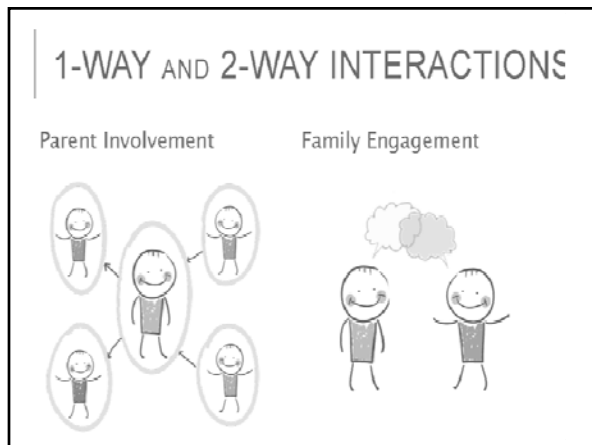 1-WAY AND 2-WAY INTERACTIONS
Parent Involvement
Family Engagement